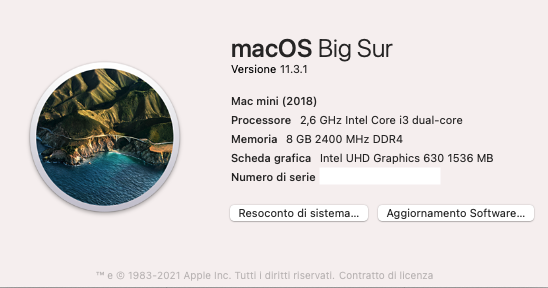 macOS Big Sur
Versione 11.3.1
Mac mini (2018)
Processore 2,6 GHz Intel Core i3 dual-core
Memoria 8 GB 2400 MHz DDR4
Scheda grafica Intel UHD Graphics 630 1536 MB
Numero di serie
Resoconto di sistema... Aggiornamento Software...
™ e © 1983-2021 Apple Inc. Tutti i diritti riservati. Contratto di licenza